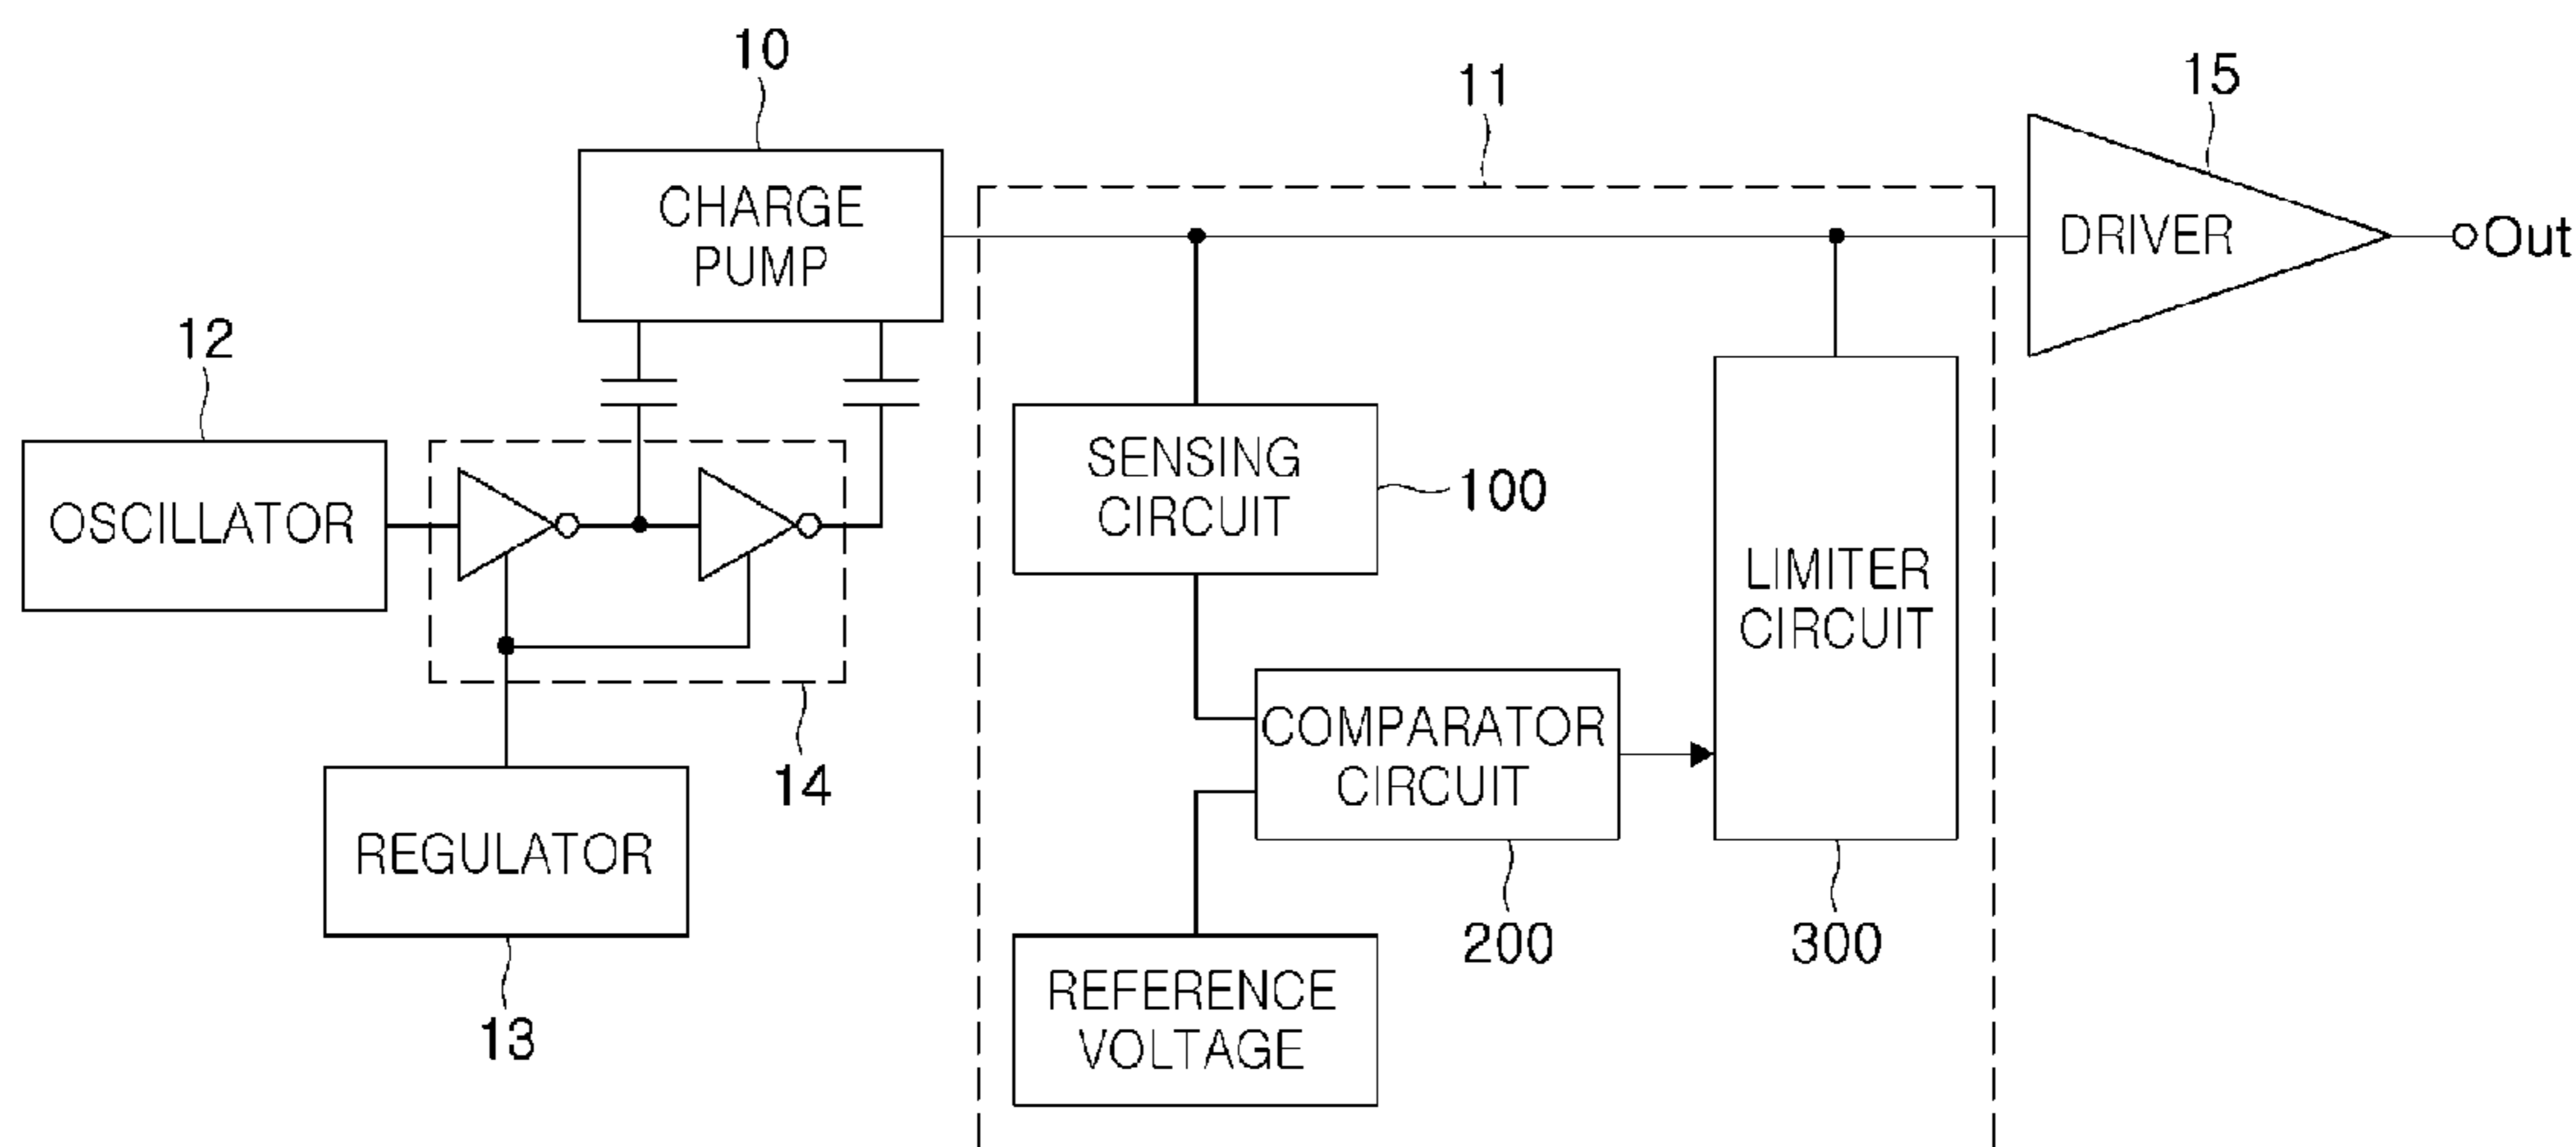 10
11
15
CHARGE
PUMP
DRIVER
Out
12
OSCILLATOR
SENSING
CIRCUIT
100
LIMITER
CIRCUIT
COMPARATOR
CIRCUIT
14
REGULATOR
200
300
13
REFERENCE
VOLTAGE